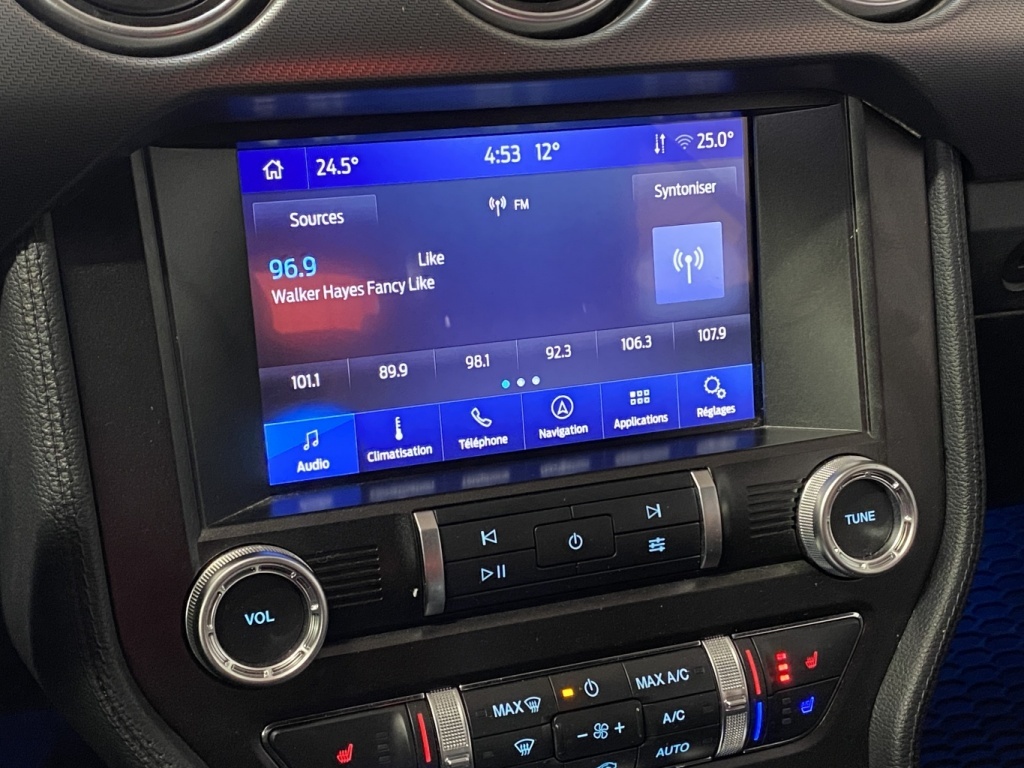 24.5° 4:53 12° 25.0°
Sources FM Syntoniser
96.9 Like
Walker Hayes Fancy Like
101.1 89.9 98.1 92.3 106.3 107.9
Audio Climatisation Téléphone Navigation Applications Réglages
VOL TUNE
MAX MAX A/C
A/C
AUTO